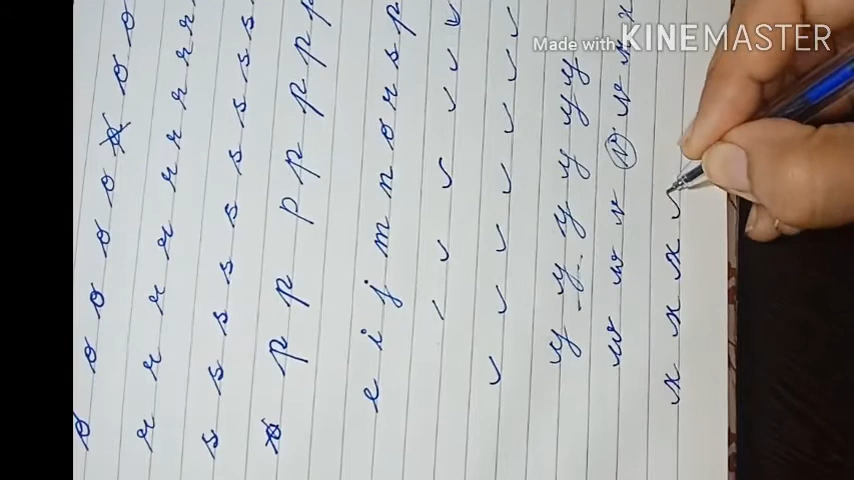 Made with KINEMASTER
o o o o o o o o
r r r r r r r r r
s s s s s s s s s s
p p p p p p p
e i j m n o r s p
y y y y y y
w w
x x x